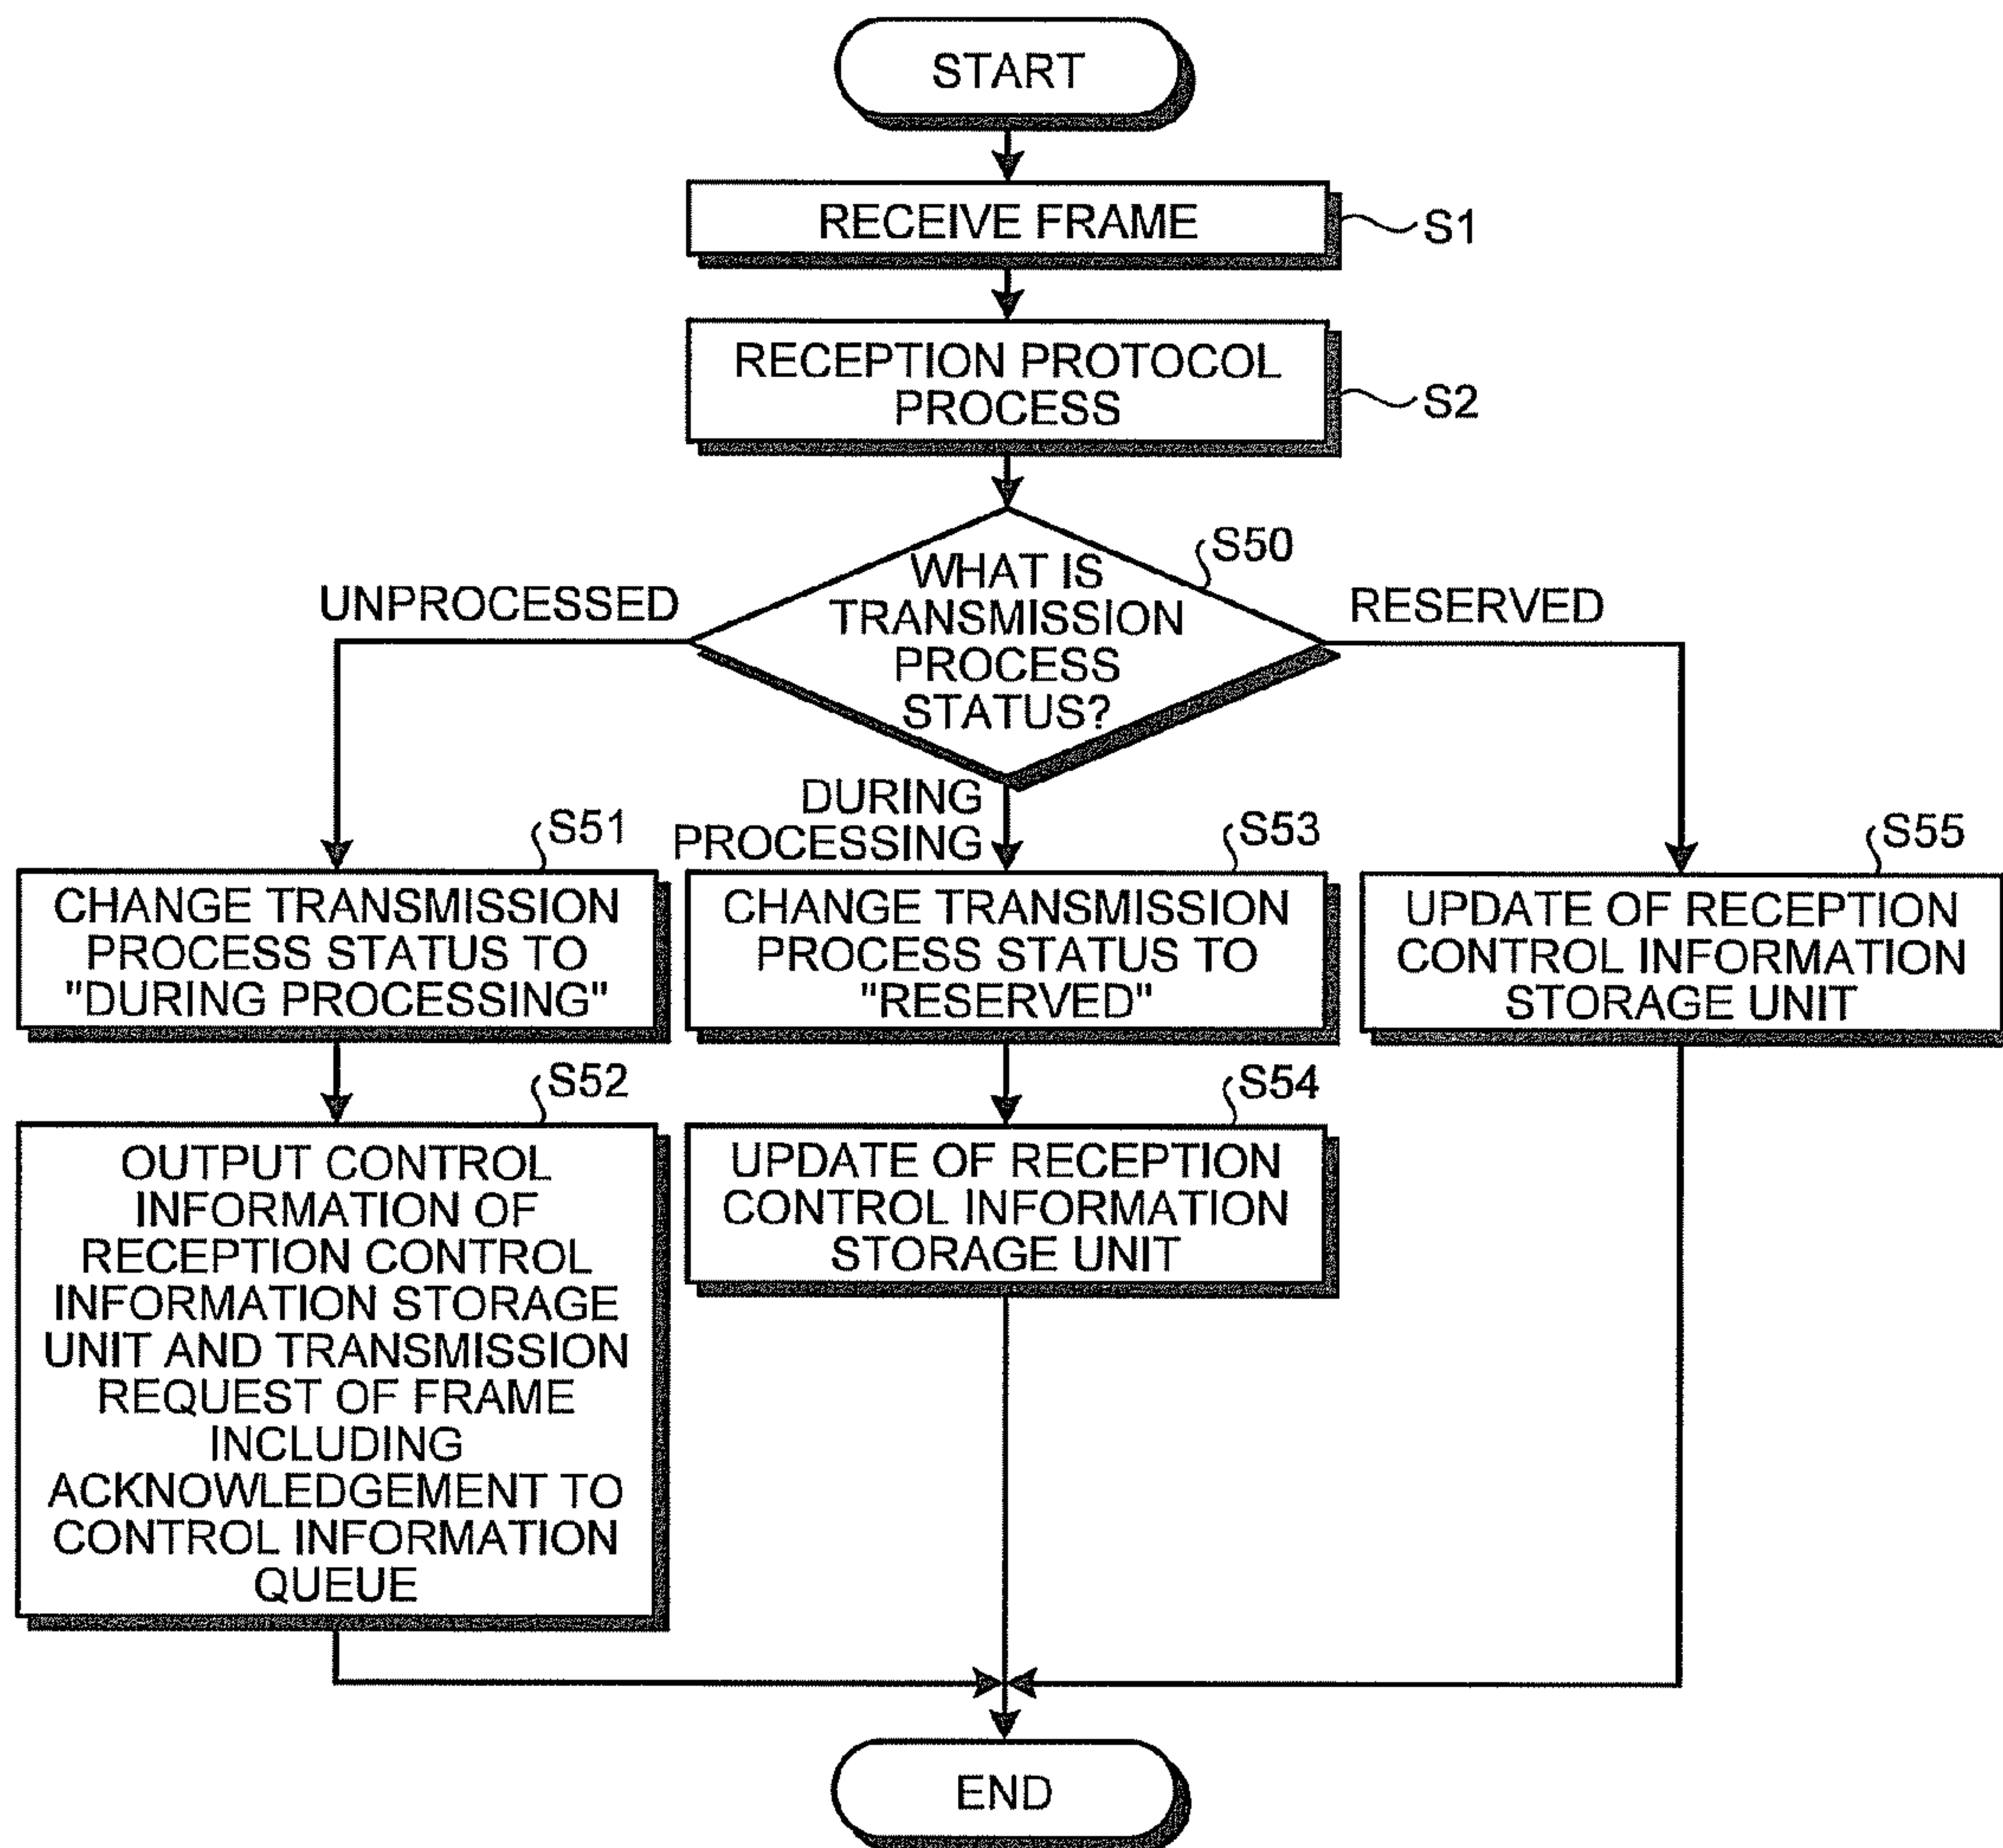 START
RECEIVE FRAME
S1
RECEPTION PROTOCOL
PROCESS
S2
S50
WHAT IS
TRANSMISSION
PROCESS
STATUS?
UNPROCESSED
RESERVED
DURING
PROCESSING
S51
CHANGE TRANSMISSION
PROCESS STATUS TO
"DURING PROCESSING"
S53
CHANGE TRANSMISSION
PROCESS STATUS TO
"RESERVED"
S55
UPDATE OF RECEPTION
CONTROL INFORMATION
STORAGE UNIT
S52
OUTPUT CONTROL
INFORMATION OF
RECEPTION CONTROL
INFORMATION STORAGE
UNIT AND TRANSMISSION
REQUEST OF FRAME
INCLUDING
ACKNOWLEDGEMENT TO
CONTROL INFORMATION
QUEUE
S54
UPDATE OF RECEPTION
CONTROL INFORMATION
STORAGE UNIT
END